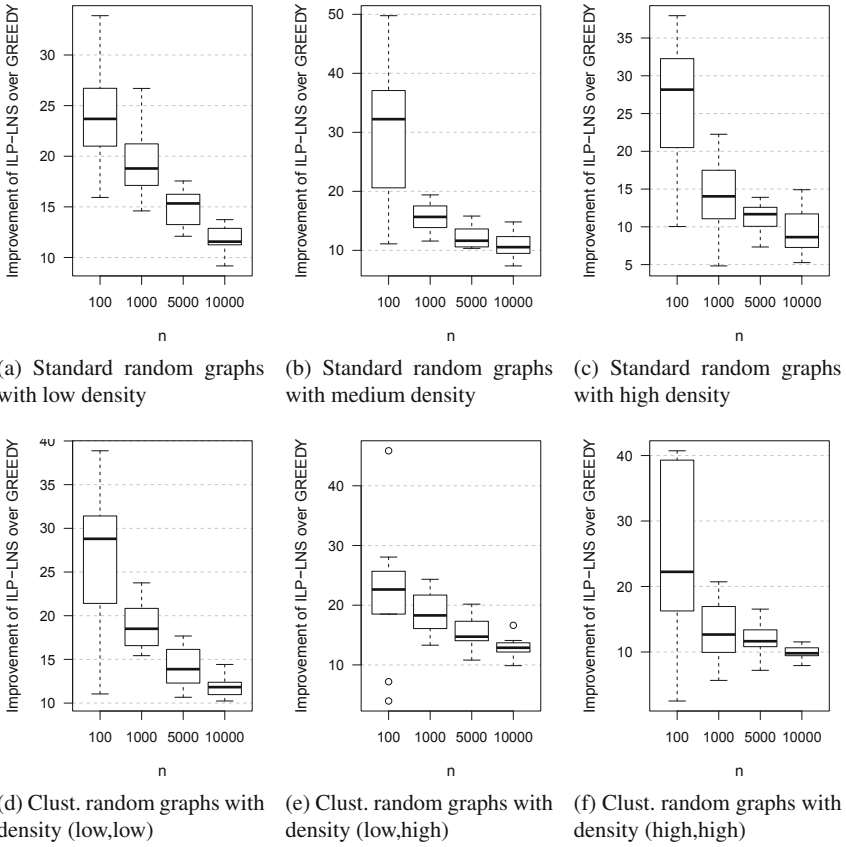 Improvement of ILP−LNS over GREEDY
30
25
20
15
10
100 1000 5000 10000
n
Improvement of ILP−LNS over GREEDY
50
40
30
20
10
100 1000 5000 10000
n
Improvement of ILP−LNS over GREEDY
35
30
25
20
15
10
5
100 1000 5000 10000
n
(a) Standard random graphs
with low density
(b) Standard random graphs
with medium density
(c) Standard random graphs
with high density
Improvement of ILP−LNS over GREEDY
40
35
30
25
20
15
10
100 1000 5000 10000
n
Improvement of ILP−LNS over GREEDY
40
30
20
10
100 1000 5000 10000
n
Improvement of ILP−LNS over GREEDY
40
30
20
10
100 1000 5000 10000
n
(d) Clust. random graphs with
density (low,low)
(e) Clust. random graphs with
density (low,high)
(f) Clust. random graphs with
density (high,high)